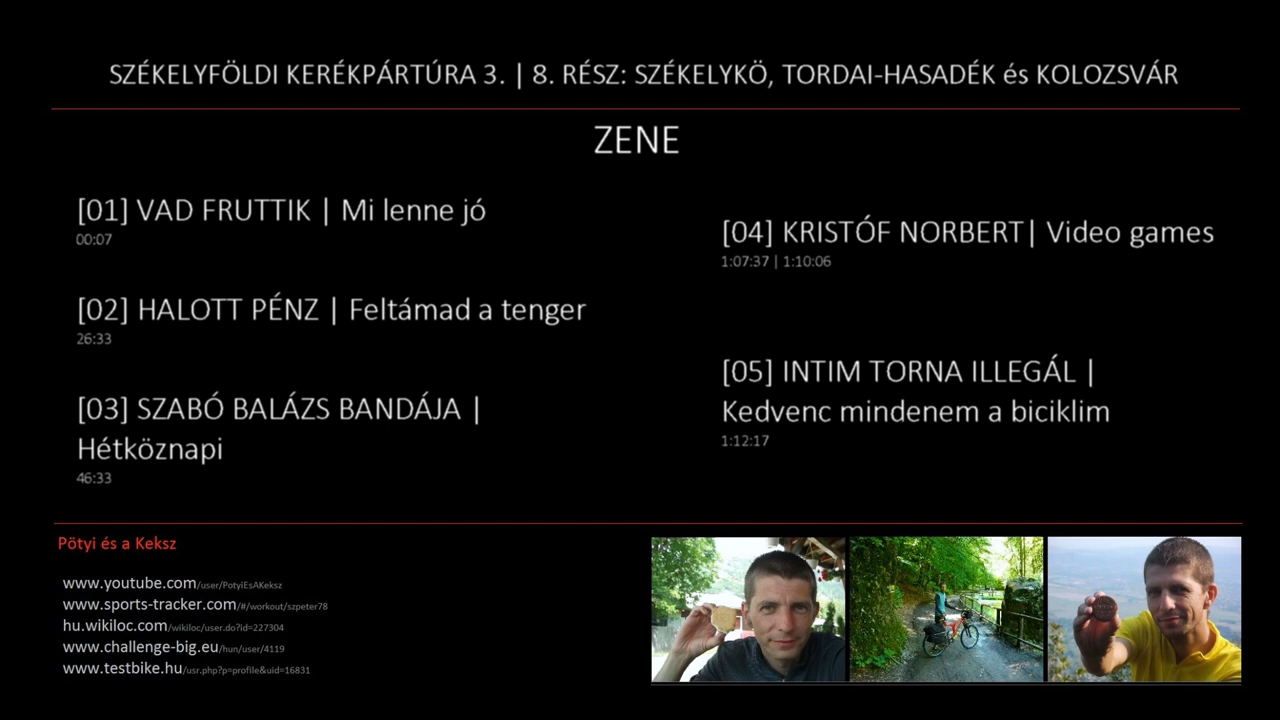 SZÉKELYFÖLDI KERÉKPÁRTÚRA 3. | 8. RÉSZ: SZÉKELYKÖ, TORDAI-HASADÉK és KOLOZSVÁR
ZENE
[01] VAD FRUTTIK | Mi lenne jó
00:07
[02] HALOTT PÉNZ | Feltámad a tenger
26:33
[03] SZABÓ BALÁZS BANDÁJA |
Hétköznapi
46:33
[04] KRISTÓF NORBERT| Video games
1:07:37 | 1:10:06
[05] INTIM TORNA ILLEGÁL |
Kedvenc mindenem a biciklim
1:12:17
Pötyi és a Keksz
www.youtube.com/user/PotyiEsAKeksz
www.sports-tracker.com/#/workout/szpeter78
hu.wikiloc.com/wikiloc/user.do?id=227304
www.challenge-big.eu/hun/user/4119
www.testbike.hu/usr.php?p=profile&uid=16831